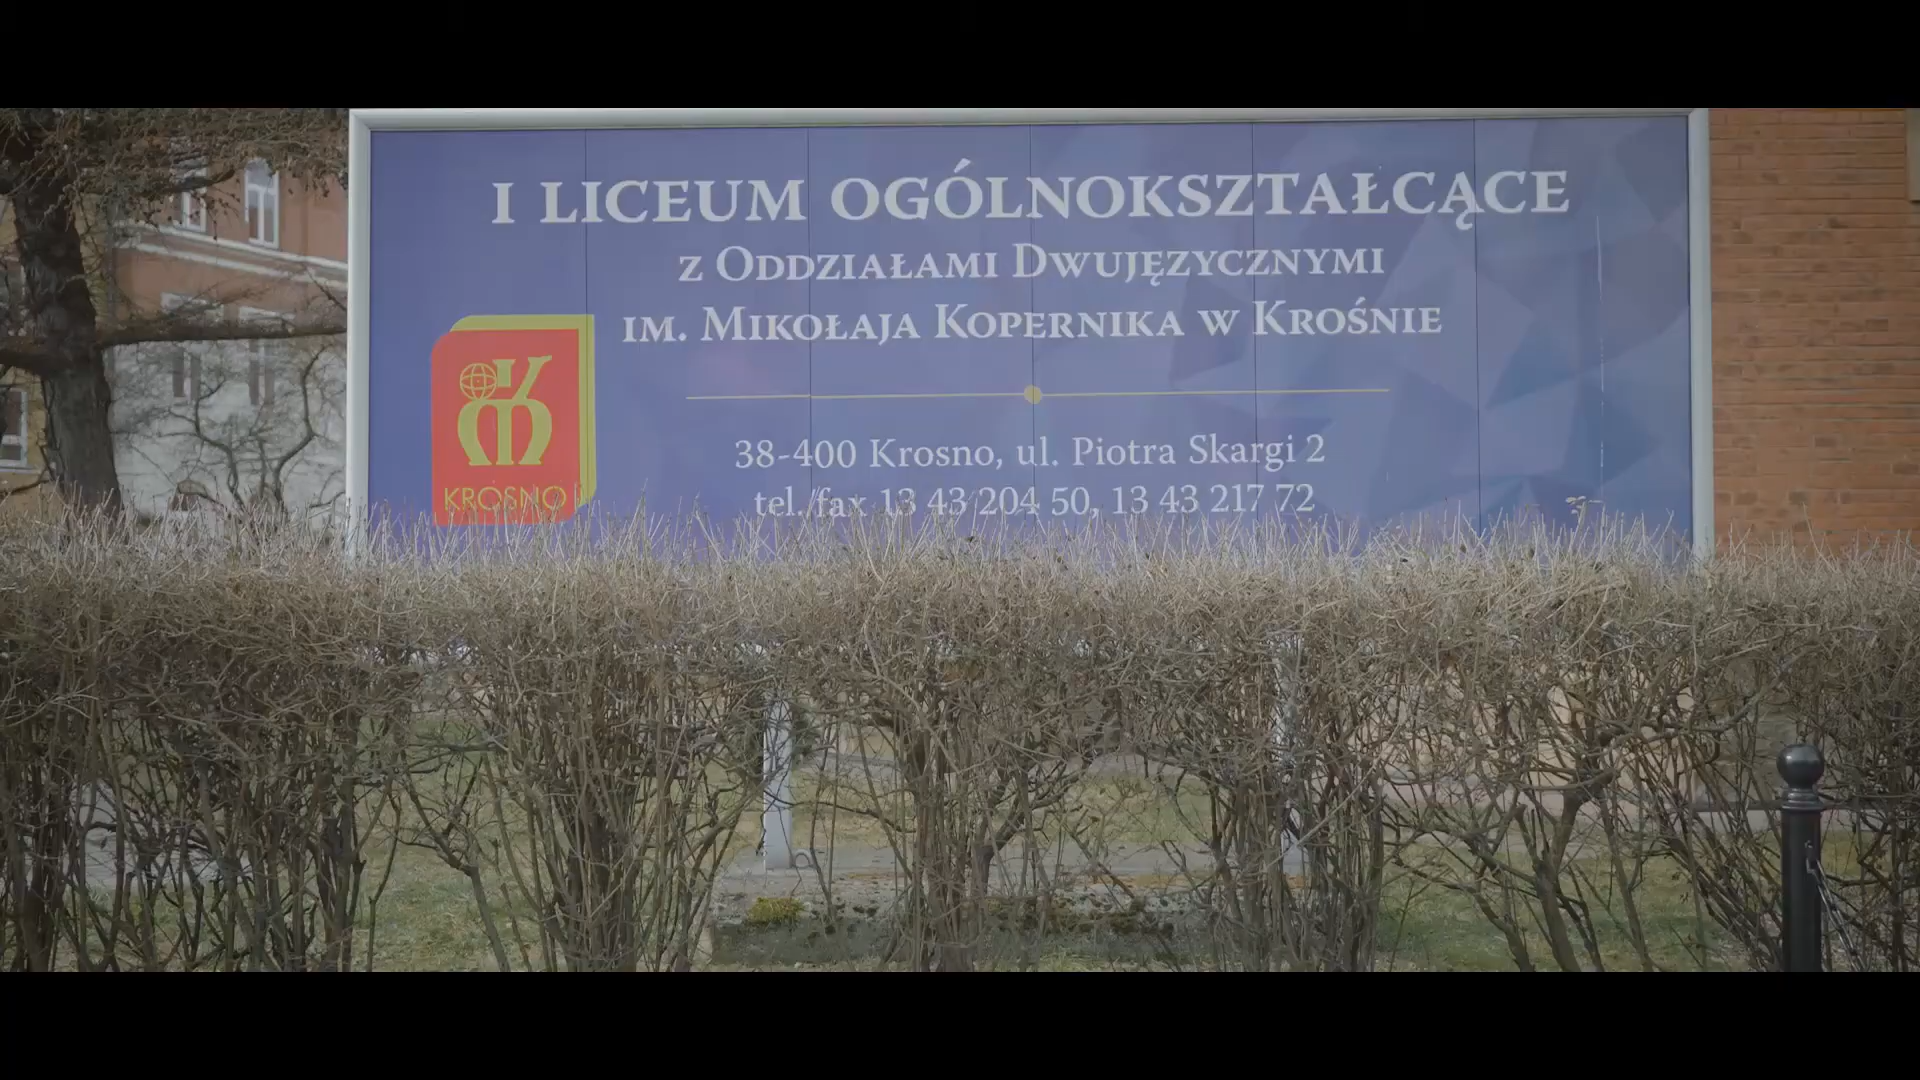 I LICEUM OGÓLNOKSZTAŁCĄCE
Z ODDZIAŁAMI DWUJĘZYCZNYMI
IM. MIKOŁAJA KOPERNIKA W KROŚNIE
KROSNO
38-400 Krosno, ul. Piotra Skargi 2
tel./fax 13 43 204 50, 13 43 217 72